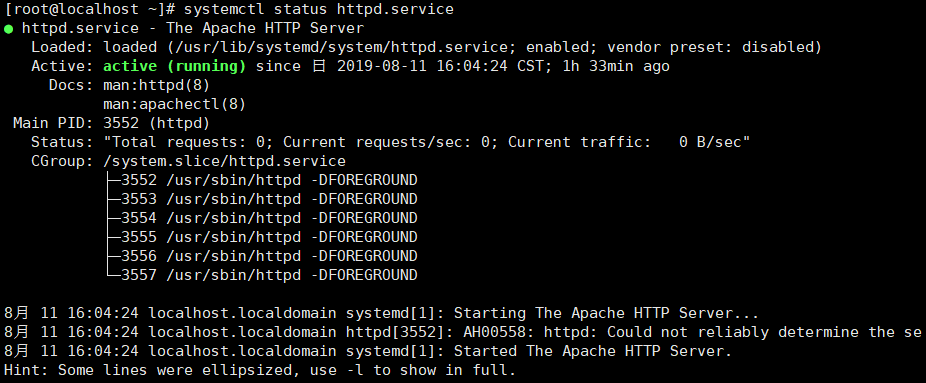 [root@localhost ~]# systemctl status httpd.service
● httpd.service - The Apache HTTP Server
   Loaded: loaded (/usr/lib/systemd/system/httpd.service; enabled; vendor preset: disabled)
   Active: active (running) since 日 2019-08-11 16:04:24 CST; 1h 33min ago
     Docs: man:httpd(8)
           man:apachectl(8)
 Main PID: 3552 (httpd)
   Status: "Total requests: 0; Current requests/sec: 0; Current traffic:   0 B/sec"
   CGroup: /system.slice/httpd.service
           ├─3552 /usr/sbin/httpd -DFOREGROUND
           ├─3553 /usr/sbin/httpd -DFOREGROUND
           ├─3554 /usr/sbin/httpd -DFOREGROUND
           ├─3555 /usr/sbin/httpd -DFOREGROUND
           ├─3556 /usr/sbin/httpd -DFOREGROUND
           └─3557 /usr/sbin/httpd -DFOREGROUND

8月 11 16:04:24 localhost.localdomain systemd[1]: Starting The Apache HTTP Server...
8月 11 16:04:24 localhost.localdomain httpd[3552]: AH00558: httpd: Could not reliably determine the se
8月 11 16:04:24 localhost.localdomain systemd[1]: Started The Apache HTTP Server.
Hint: Some lines were ellipsized, use -l to show in full.